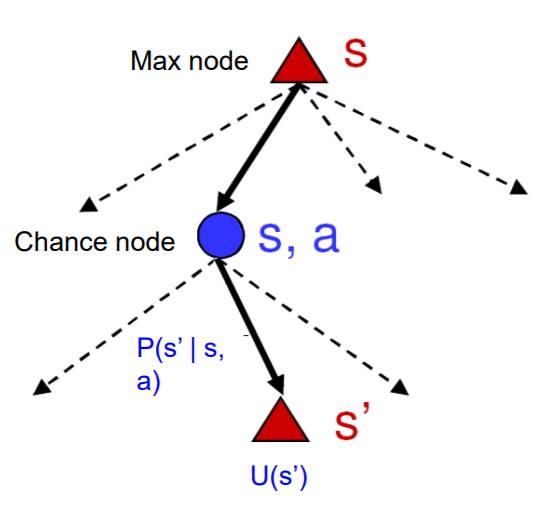 Max node
s
Chance node
s, a
P(s’ | s,
a)
s’
U(s’)